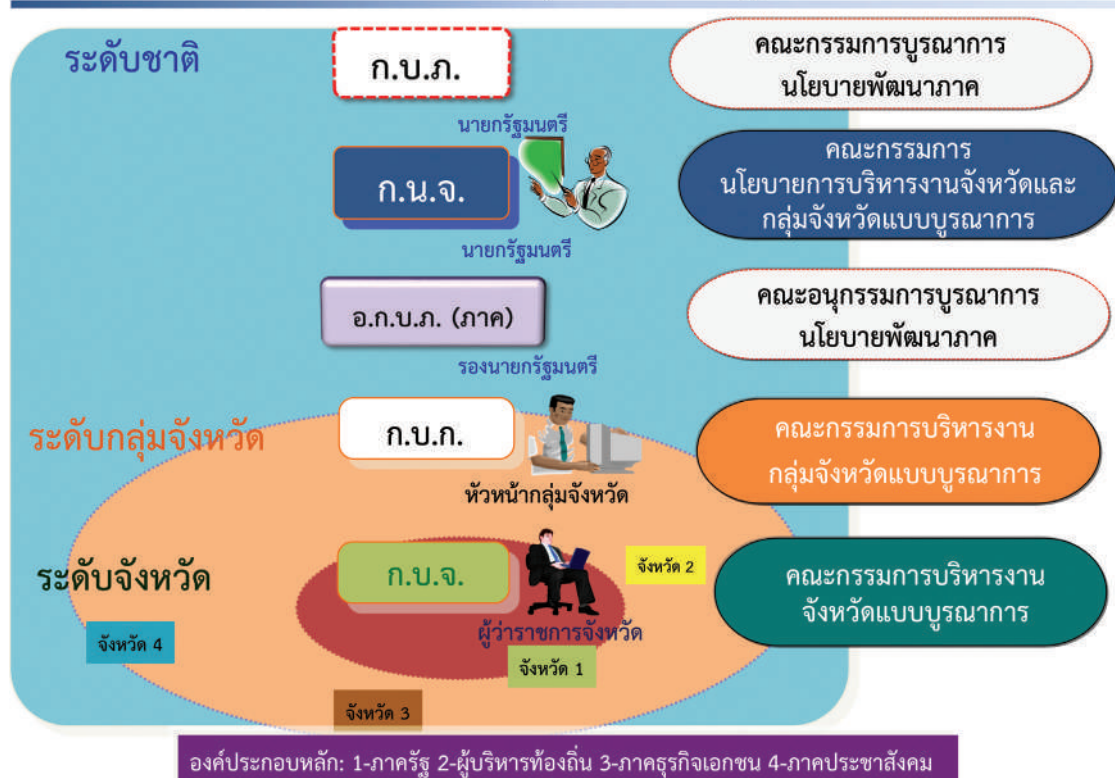 ระดับชาติ
ก.บ.ภ.
คณะกรรมการบูรณาการ
นโยบายพัฒนาภาค
นายกรัฐมนตรี
ก.น.จ.
คณะกรรมการ
นโยบายการบริหารงานจังหวัดและ
กลุ่มจังหวัดแบบบูรณาการ
นายกรัฐมนตรี
อ.ก.บ.ภ. (ภาค)
คณะอนุกรรมการบูรณาการ
นโยบายพัฒนาภาค
รองนายกรัฐมนตรี
ระดับกลุ่มจังหวัด
ก.บ.ก.
คณะกรรมการบริหารงาน
กลุ่มจังหวัดแบบบูรณาการ
หัวหน้ากลุ่มจังหวัด
ระดับจังหวัด
ก.บ.จ.
จังหวัด 2
คณะกรรมการบริหารงาน
จังหวัดแบบบูรณาการ
ผู้ว่าราชการจังหวัด
จังหวัด 4
จังหวัด 1
จังหวัด 3
องค์ประกอบหลัก: 1-ภาครัฐ 2-ผู้บริหารท้องถิ่น 3-ภาคธุรกิจเอกชน 4-ภาคประชาสังคม